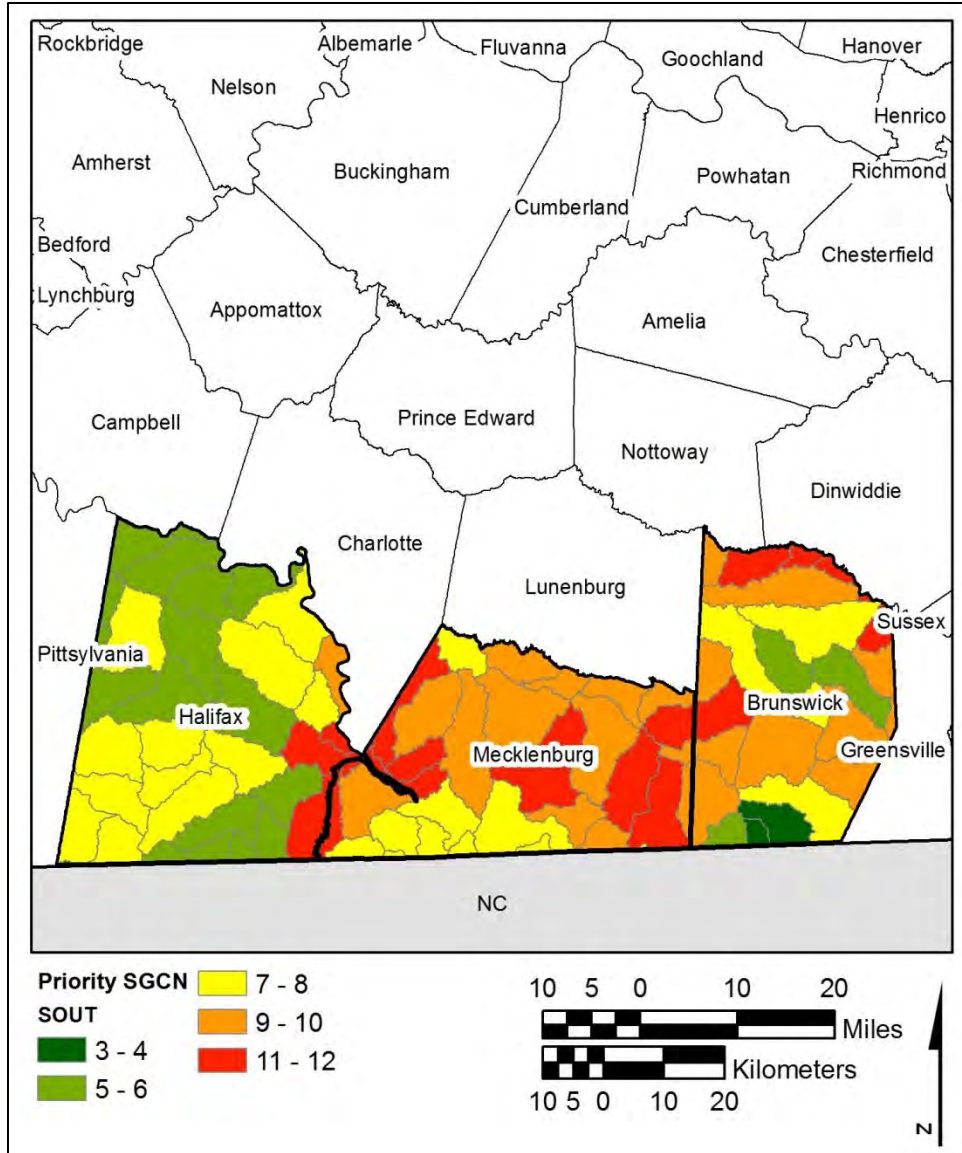 Rockbridge
Albemarle
Fluvanna
Hanover
Goochland
Nelson
Henrico
Amherst
Buckingham
Powhatan
Richmond
Cumberland
Bedford
Chesterfield
Lynchburg
Appomattox
Amelia
Campbell
Prince Edward
Nottoway
Dinwiddie
Charlotte
Lunenburg
Sussex
Pittsylvania
Brunswick
Halifax
Mecklenburg
Greensville
NC
Priority SGCN
SOUT
3 - 4
5 - 6
7 - 8
9 - 10
11 - 12
10 5 0 10 20
Miles
Kilometers
10 5 0 10 20
N